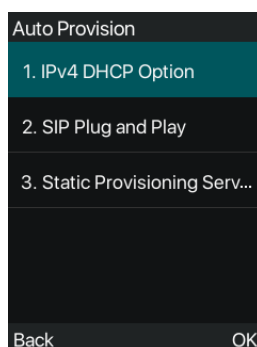 Auto Provision
1. IPv4 DHCP Option
2. SIP Plug and Play
3. Static Provisioning Serv...
Back OK